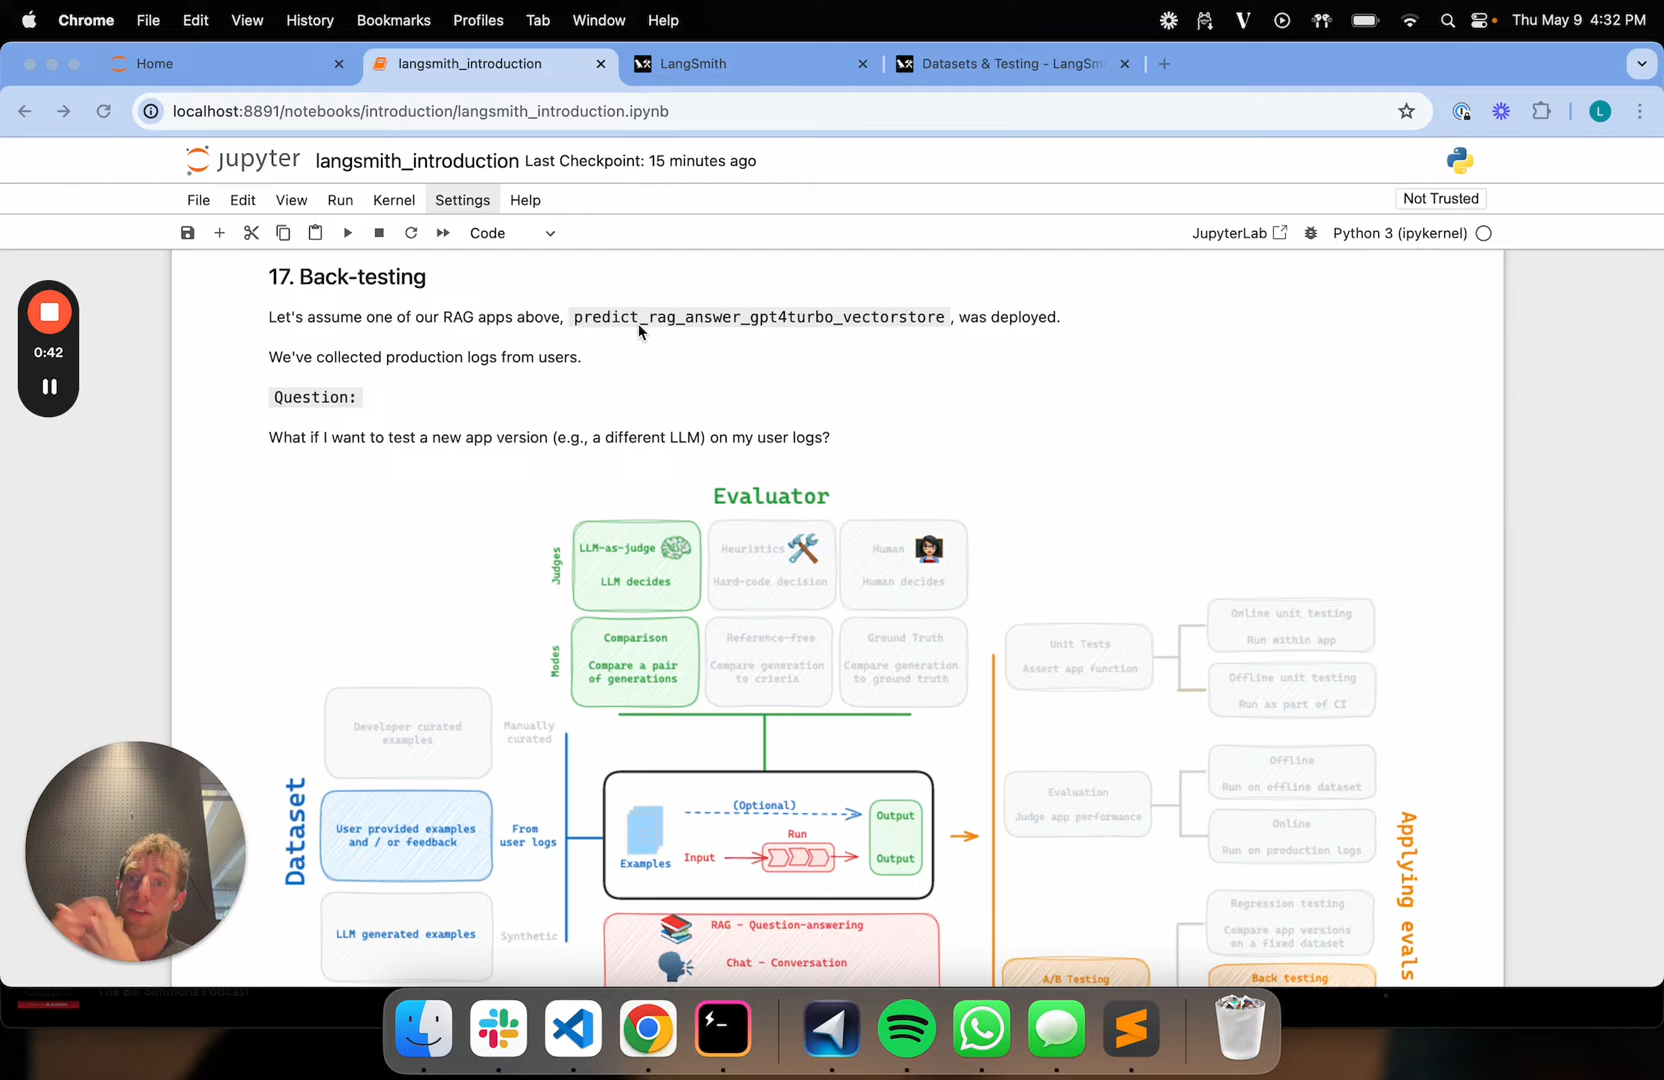 Chrome File Edit View History Bookmarks Profiles Tab Window Help Thu May 9 4:32 PM
Home langsmith_introduction LangSmith Datasets & Testing - LangSm
localhost:8891/notebooks/introduction/langsmith_introduction.ipynb L
jupyter langsmith_introduction Last Checkpoint: 15 minutes ago
File Edit View Run Kernel Settings Help Not Trusted
Code JupyterLab Python 3 (ipykernel)
17. Back-testing
Let's assume one of our RAG apps above, predict_rag_answer_gpt4turbo_vectorstore , was deployed.
0:42
We've collected production logs from users.
Question:
What if I want to test a new app version (e.g., a different LLM) on my user logs?
Evaluator
Judges
LLM-as-judge
LLM decides
Heuristics
Hard-code decision
Human
Human decides
Modes
Comparison
Compare a pair
of generations
Reference-free
Compare generation
to crieria
Ground Truth
Compare generation
to ground truth
Dataset
Developer curated
examples
Manually
curated
User provided examples
and / or feedback
From
user logs
LLM generated examples
Synthetic
Examples
(Optional)
Input
Run
Output
Output
RAG - Question-answering
Chat - Conversation
Unit Tests
Assert app function
Online unit testing
Run within app
Offline unit testing
Run as part of CI
Evaluation
Judge app performance
Offline
Run on offline dataset
Online
Run on production logs
Regression testing
Compare app versions
on a fixed dataset
A/B Testing
Back testing
Applying evals
The Bill Simmons Podcast